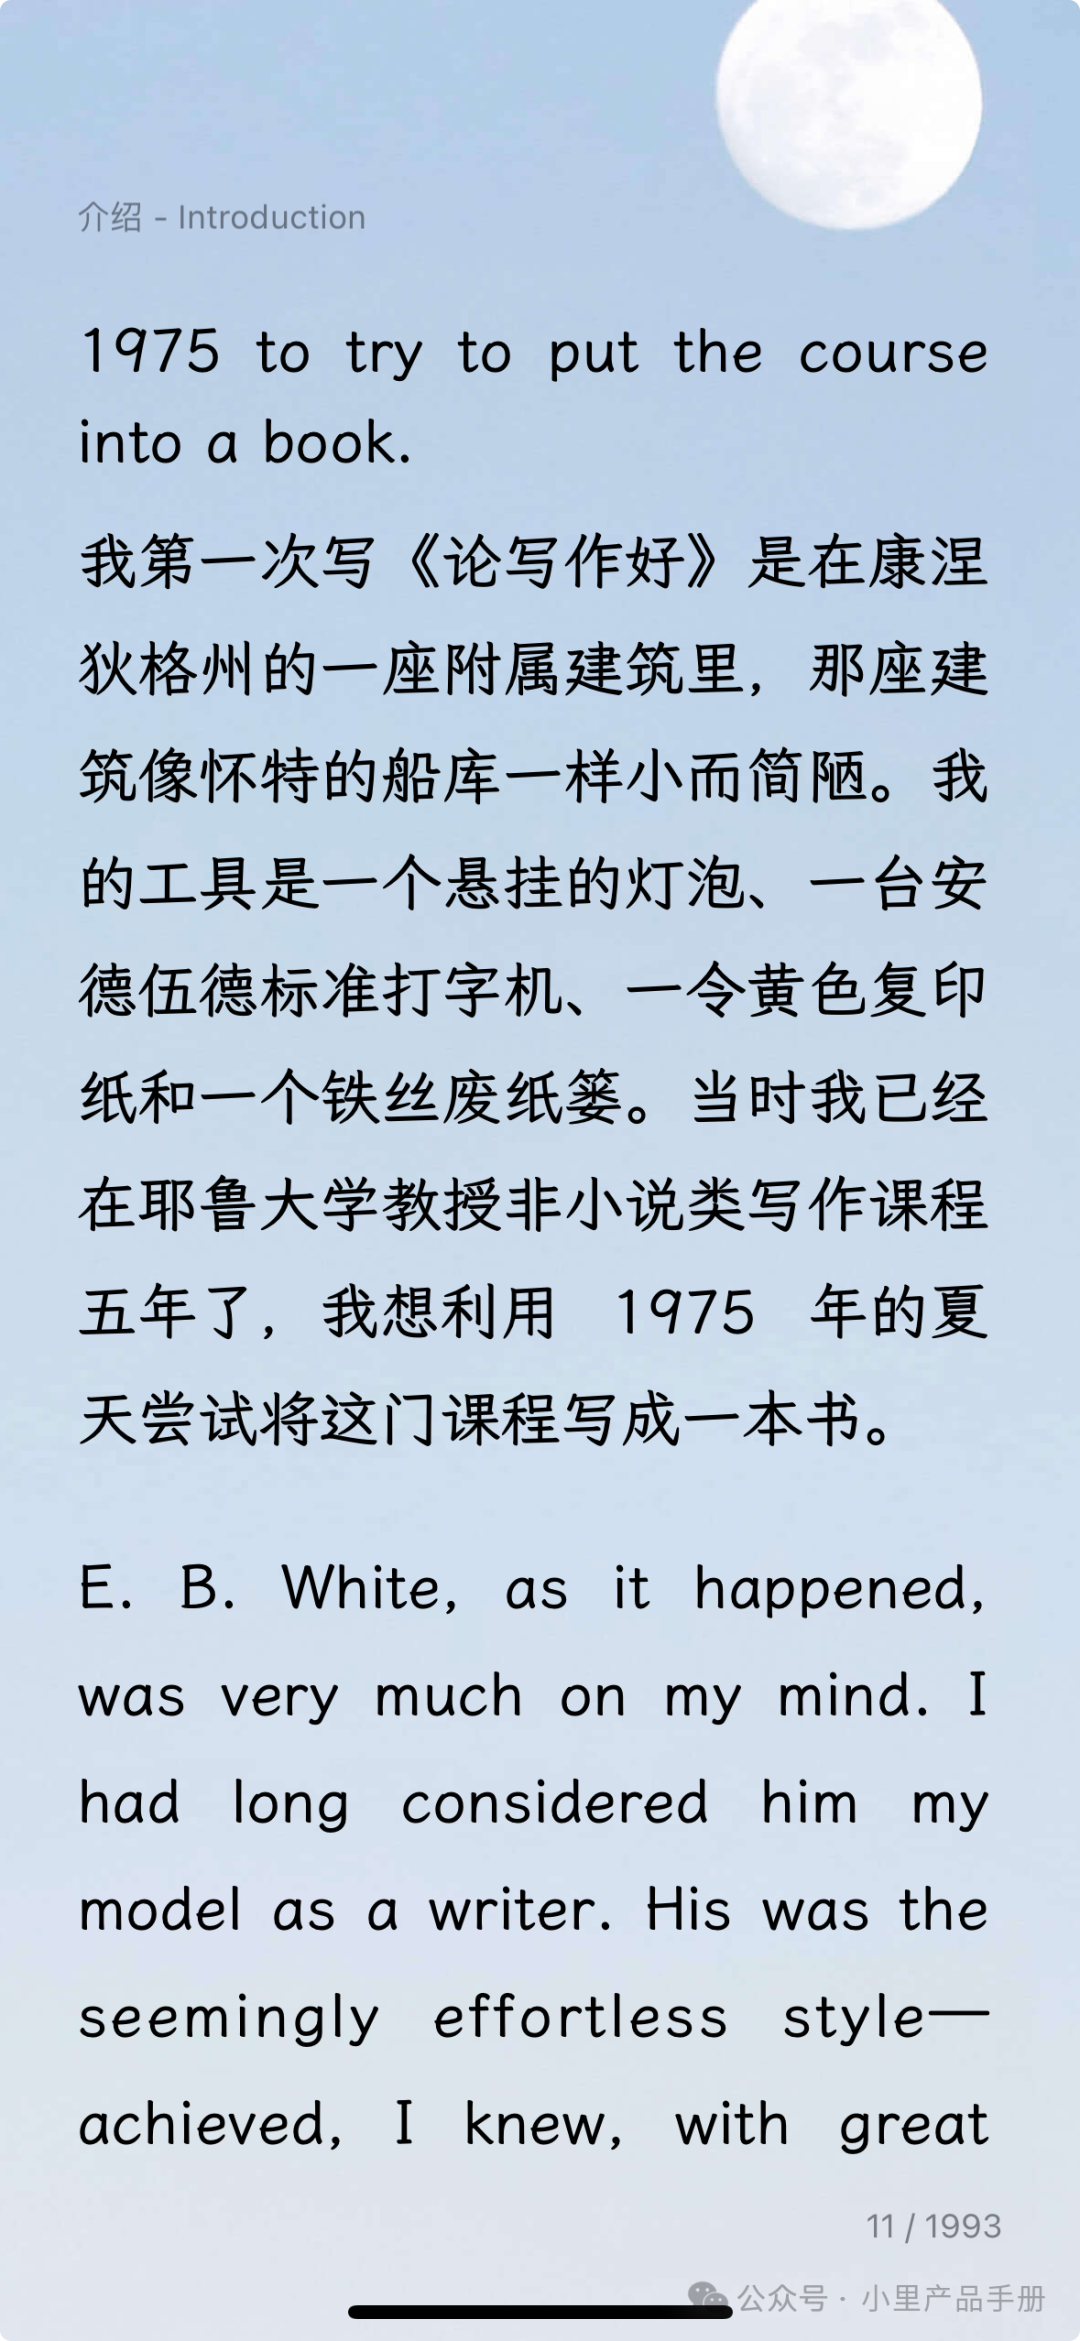 介绍 - Introduction
1975 to try to put the course
into a book.
我第一次写《论写作好》是在康涅
狄格州的一座附属建筑里，那座建
筑像怀特的船库一样小而简陋。我
的工具是一个悬挂的灯泡、一台安
德伍德标准打字机、一令黄色复印
纸和一个铁丝废纸篓。当时我已经
在耶鲁大学教授非小说类写作课程
五年了，我想利用 1975 年的夏
天尝试将这门课程写成一本书。
E. B. White, as it happened,
was very much on my mind. I
had long considered him my
model as a writer. His was the
seemingly effortless style—
achieved, I knew, with great
11 / 1993
公众号 · 小里产品手册